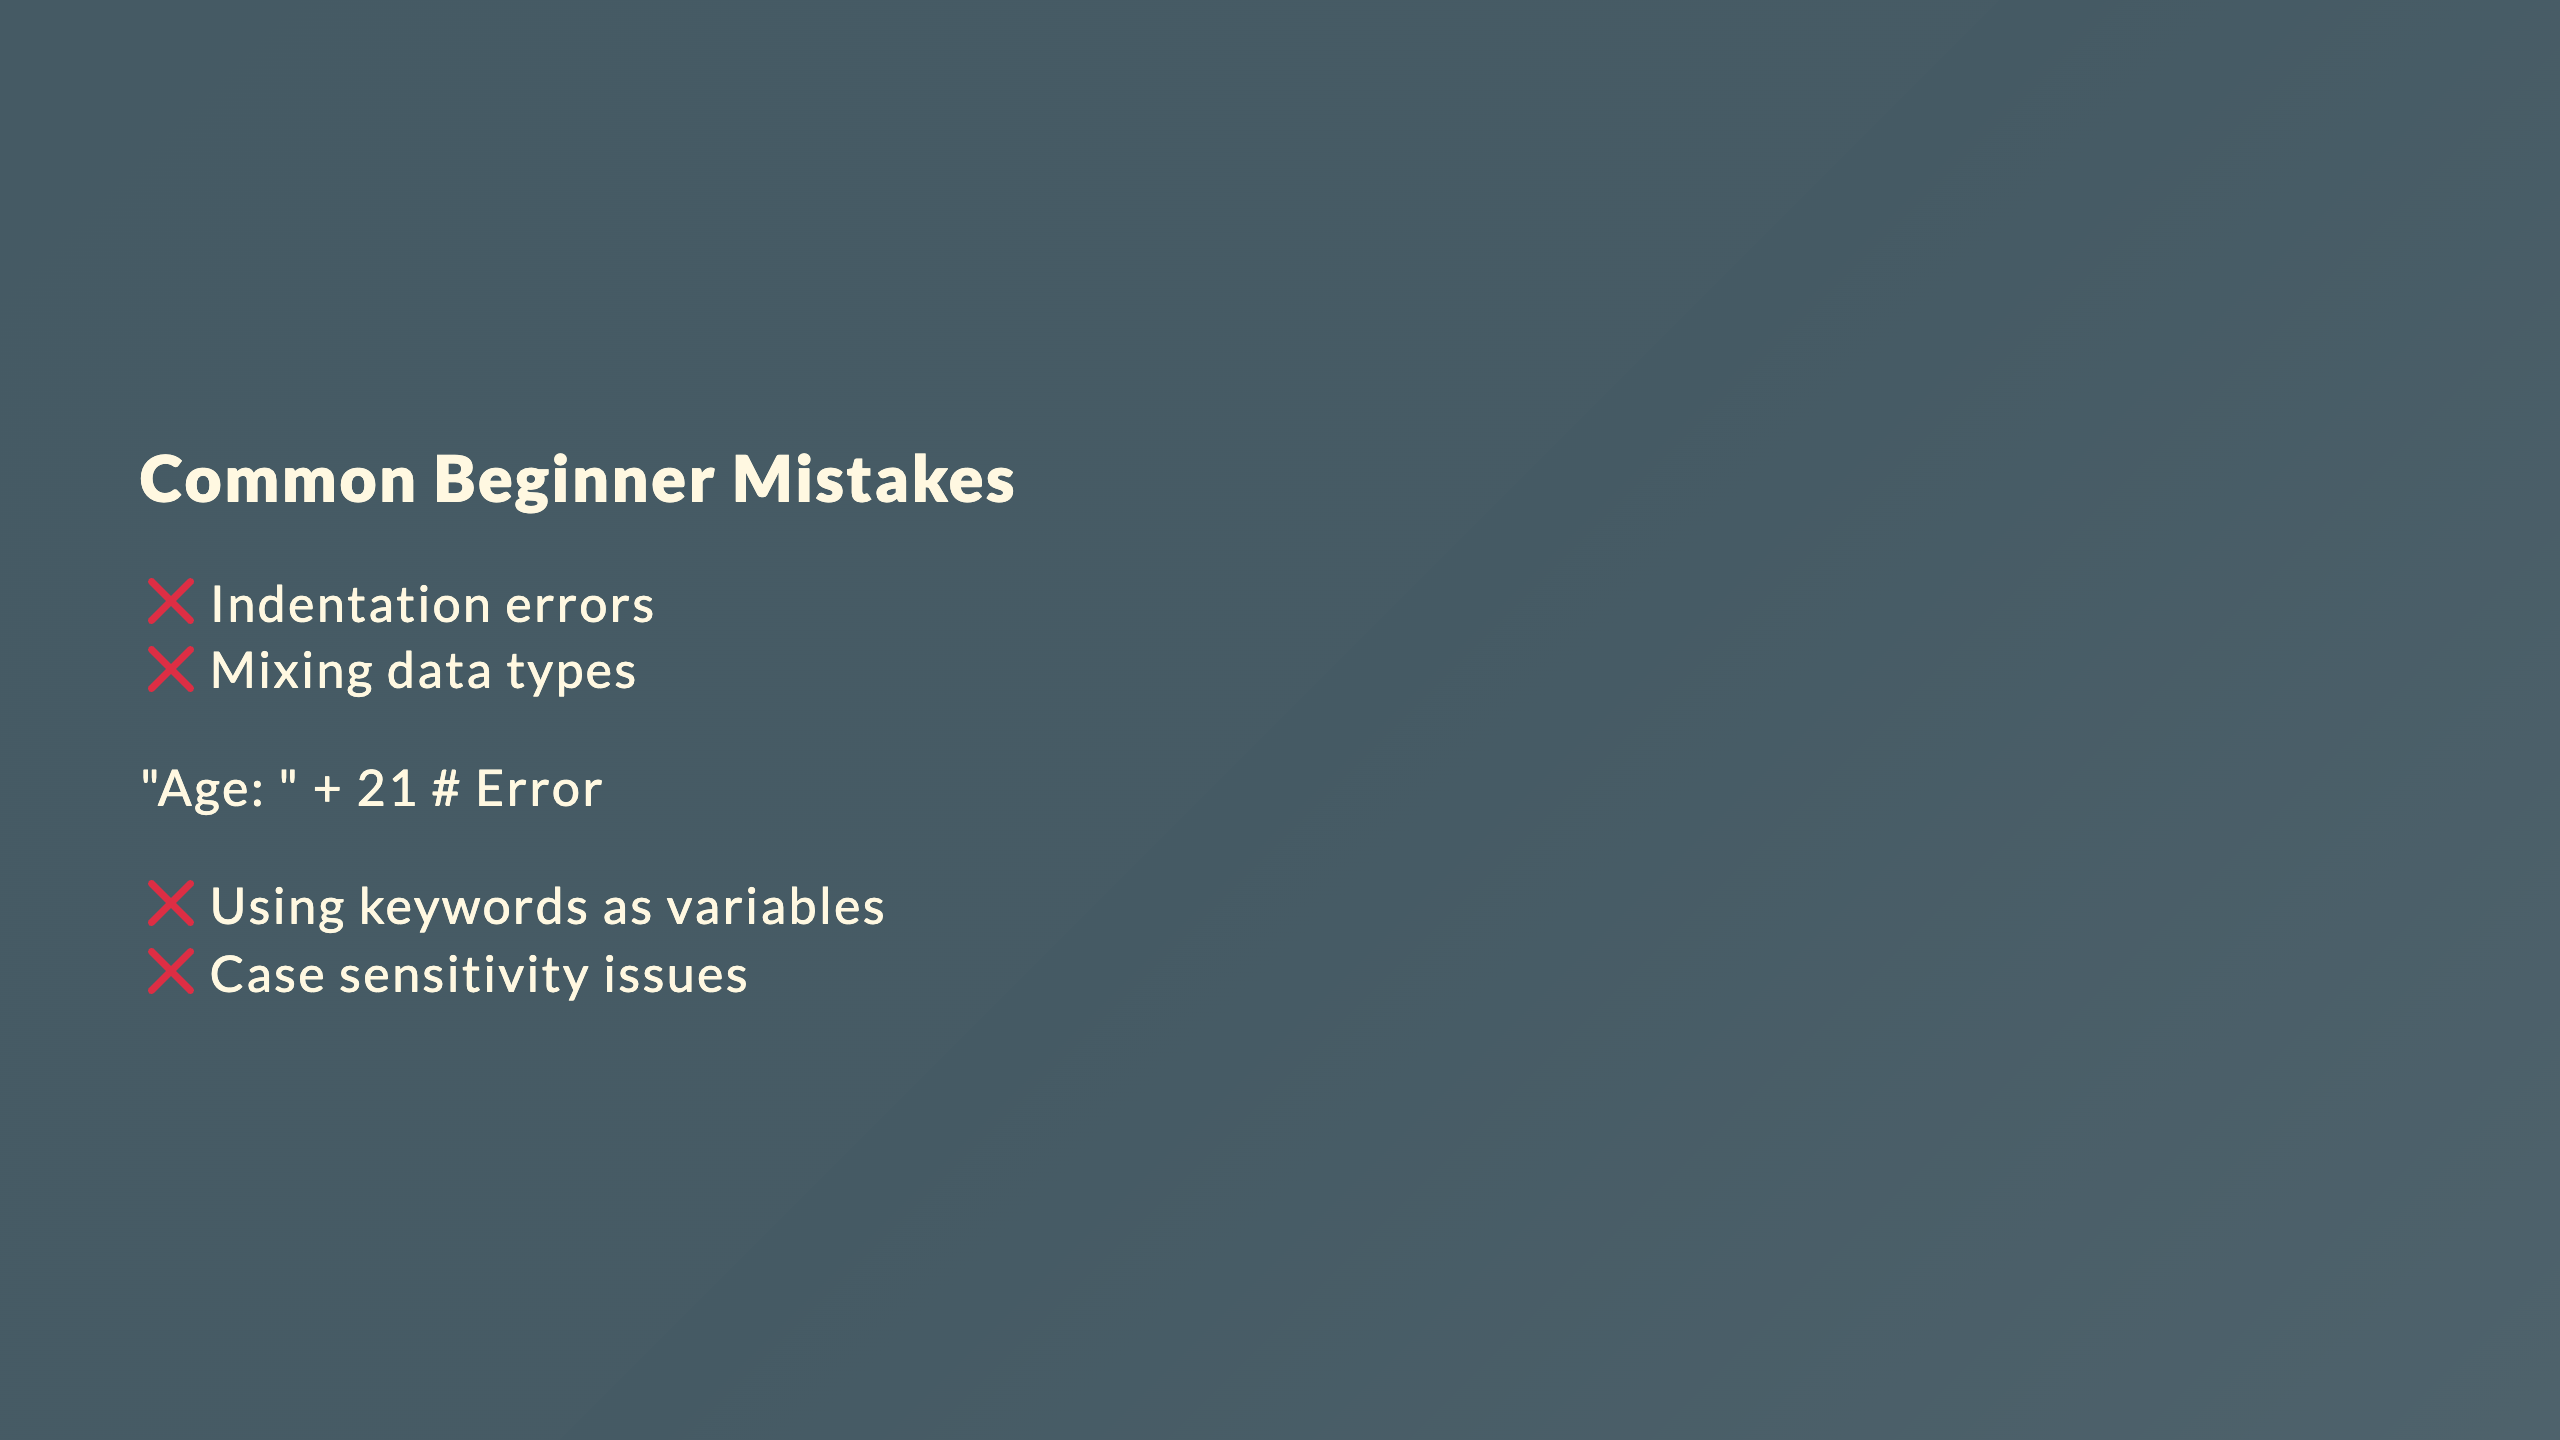 Common Beginner Mistakes
❌ Indentation errors
❌ Mixing data types
"Age: " + 21 # Error
❌ Using keywords as variables
❌ Case sensitivity issues